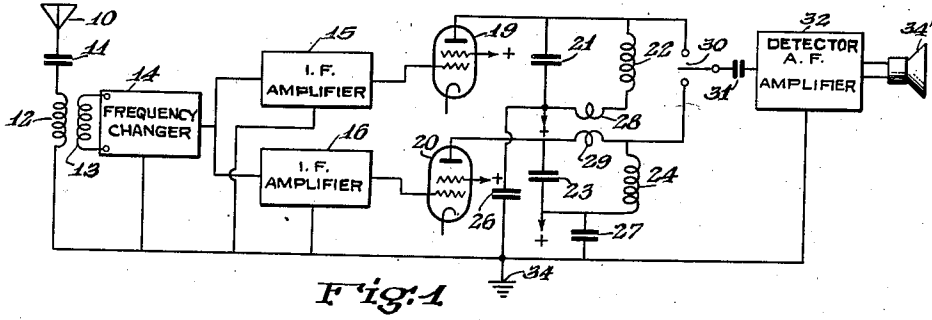 10
11
12
13
14
FREQUENCY
CHANGER
15
I.F.
AMPLIFIER
16
I.F.
AMPLIFIER
19
+
20
+
21
22
26
+
28
29
23
24
+
27
30
31
32
DETECTOR
A.F.
AMPLIFIER
34'
34
Fig. 1